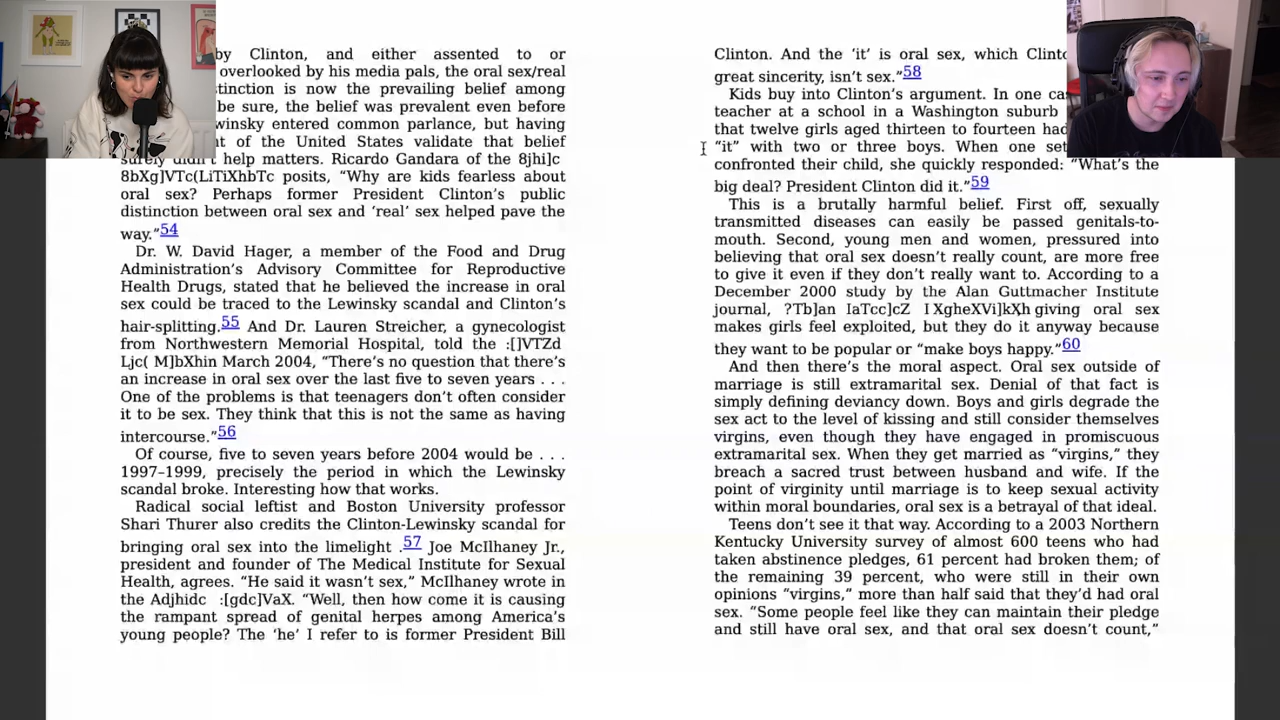 by Clinton, and either assented to or
overlooked by his media pals, the oral sex/real
stinction is now the prevailing belief among
be sure, the belief was prevalent even before
winsky entered common parlance, but having
nt of the United States validate that belief
surely didn't help matters. Ricardo Gandara of the 8jhi]c
8bXg]VTc(LiTiXhbTc posits, “Why are kids fearless about
oral sex? Perhaps former President Clinton’s public
distinction between oral sex and ‘real’ sex helped pave the
way.”54
Dr. W. David Hager, a member of the Food and Drug
Administration’s Advisory Committee for Reproductive
Health Drugs, stated that he believed the increase in oral
sex could be traced to the Lewinsky scandal and Clinton’s
hair-splitting.55 And Dr. Lauren Streicher, a gynecologist
from Northwestern Memorial Hospital, told the :[]VTZd
Ljc( M]bXhin March 2004, “There’s no question that there’s
an increase in oral sex over the last five to seven years . . .
One of the problems is that teenagers don’t often consider
it to be sex. They think that this is not the same as having
intercourse.”56
Of course, five to seven years before 2004 would be . . .
1997–1999, precisely the period in which the Lewinsky
scandal broke. Interesting how that works.
Radical social leftist and Boston University professor
Shari Thurer also credits the Clinton-Lewinsky scandal for
bringing oral sex into the limelight .57 Joe McIlhaney Jr.,
president and founder of The Medical Institute for Sexual
Health, agrees. “He said it wasn’t sex,” McIlhaney wrote in
the Adjhidc :[gdc]VaX. “Well, then how come it is causing
the rampant spread of genital herpes among America’s
young people? The ‘he’ I refer to is former President Bill
Clinton. And the ‘it’ is oral sex, which Clinto
great sincerity, isn’t sex.”58
Kids buy into Clinton’s argument. In one ca
teacher at a school in a Washington suburb
that twelve girls aged thirteen to fourteen had
“it” with two or three boys. When one set
confronted their child, she quickly responded: “What’s the
big deal? President Clinton did it.”59
This is a brutally harmful belief. First off, sexually
transmitted diseases can easily be passed genitals-to-
mouth. Second, young men and women, pressured into
believing that oral sex doesn’t really count, are more free
to give it even if they don’t really want to. According to a
December 2000 study by the Alan Guttmacher Institute
journal, ?Tb]an IaTcc]cZ I XgheXVi]kXh giving oral sex
makes girls feel exploited, but they do it anyway because
they want to be popular or “make boys happy.”60
And then there’s the moral aspect. Oral sex outside of
marriage is still extramarital sex. Denial of that fact is
simply defining deviancy down. Boys and girls degrade the
sex act to the level of kissing and still consider themselves
virgins, even though they have engaged in promiscuous
extramarital sex. When they get married as “virgins,” they
breach a sacred trust between husband and wife. If the
point of virginity until marriage is to keep sexual activity
within moral boundaries, oral sex is a betrayal of that ideal.
Teens don’t see it that way. According to a 2003 Northern
Kentucky University survey of almost 600 teens who had
taken abstinence pledges, 61 percent had broken them; of
the remaining 39 percent, who were still in their own
opinions “virgins,” more than half said that they’d had oral
sex. “Some people feel like they can maintain their pledge
and still have oral sex, and that oral sex doesn’t count,”